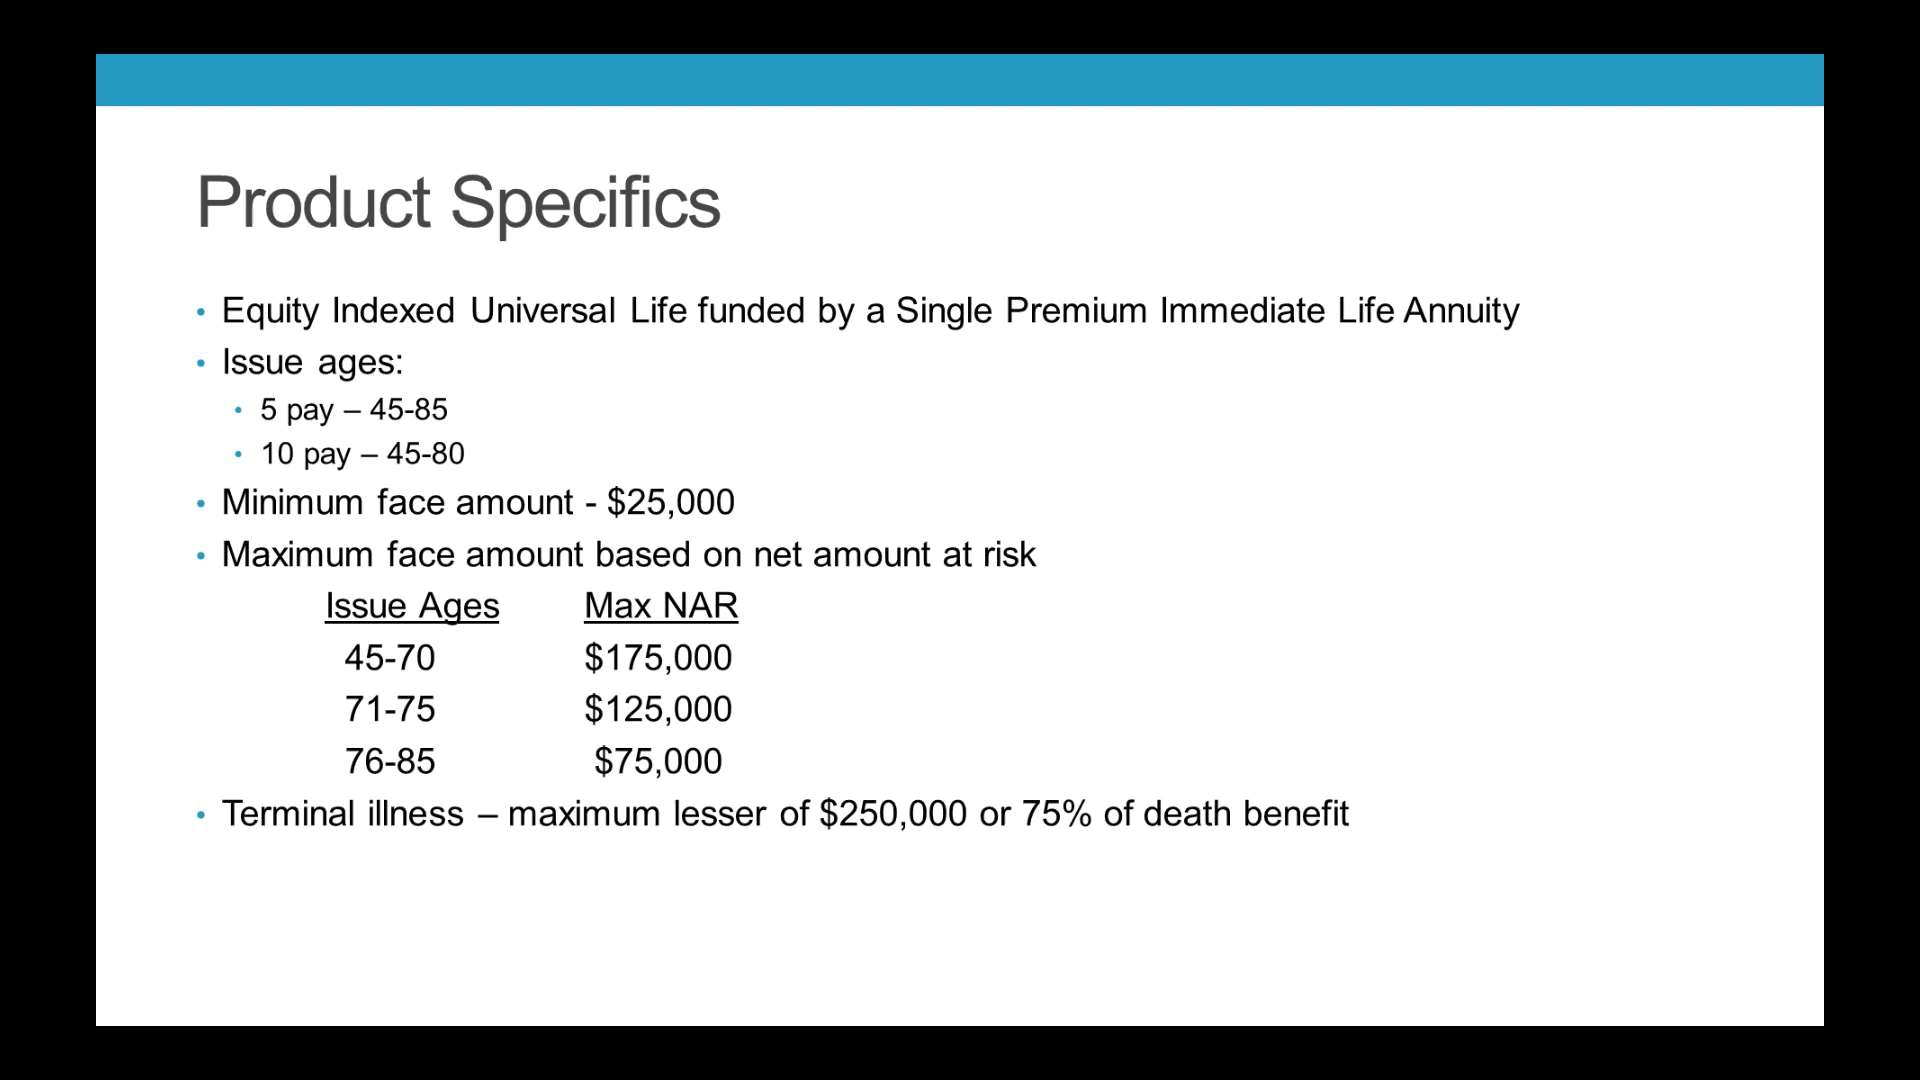 Product Specifics
• Equity Indexed Universal Life funded by a Single Premium Immediate Life Annuity
• Issue ages:
• 5 pay – 45-85
• 10 pay – 45-80
• Minimum face amount - $25,000
• Maximum face amount based on net amount at risk
Issue Ages Max NAR
45-70 $175,000
71-75 $125,000
76-85 $75,000
• Terminal illness – maximum lesser of $250,000 or 75% of death benefit